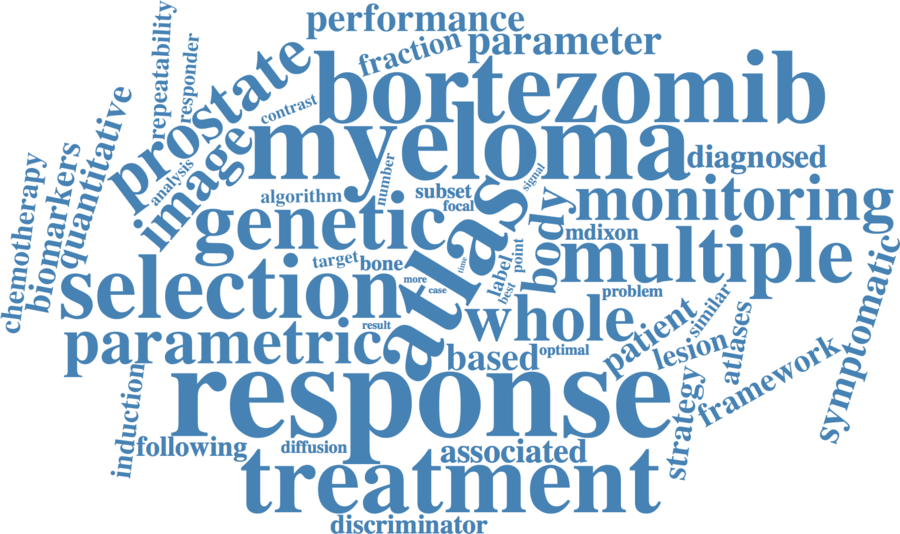 performance
fraction
parameter
repeatability
responder
prostate
bortezomib
contrast
quantitative
myeloma
image
analysis
number
diagnosed
biomarkers
chemotherapy
algorithm
subset
focal
signal
monitoring
genetic
atlas
body
mdixon
multiple
target
bone
time
point
label
best
more
case
selection
problem
symptomatic
similar
whole
patient
result
parametric
based
optimal
lesion
atlases
framework
response
strategy
induction
following
diffusion
associated
treatment
discriminator